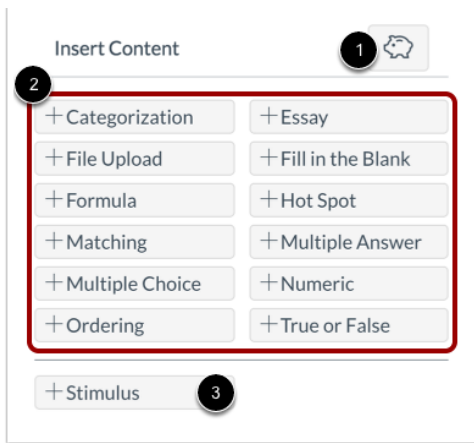 Insert Content 1
2
+ Categorization + Essay
+ File Upload + Fill in the Blank
+ Formula + Hot Spot
+ Matching + Multiple Answer
+ Multiple Choice + Numeric
+ Ordering + True or False
+ Stimulus 3